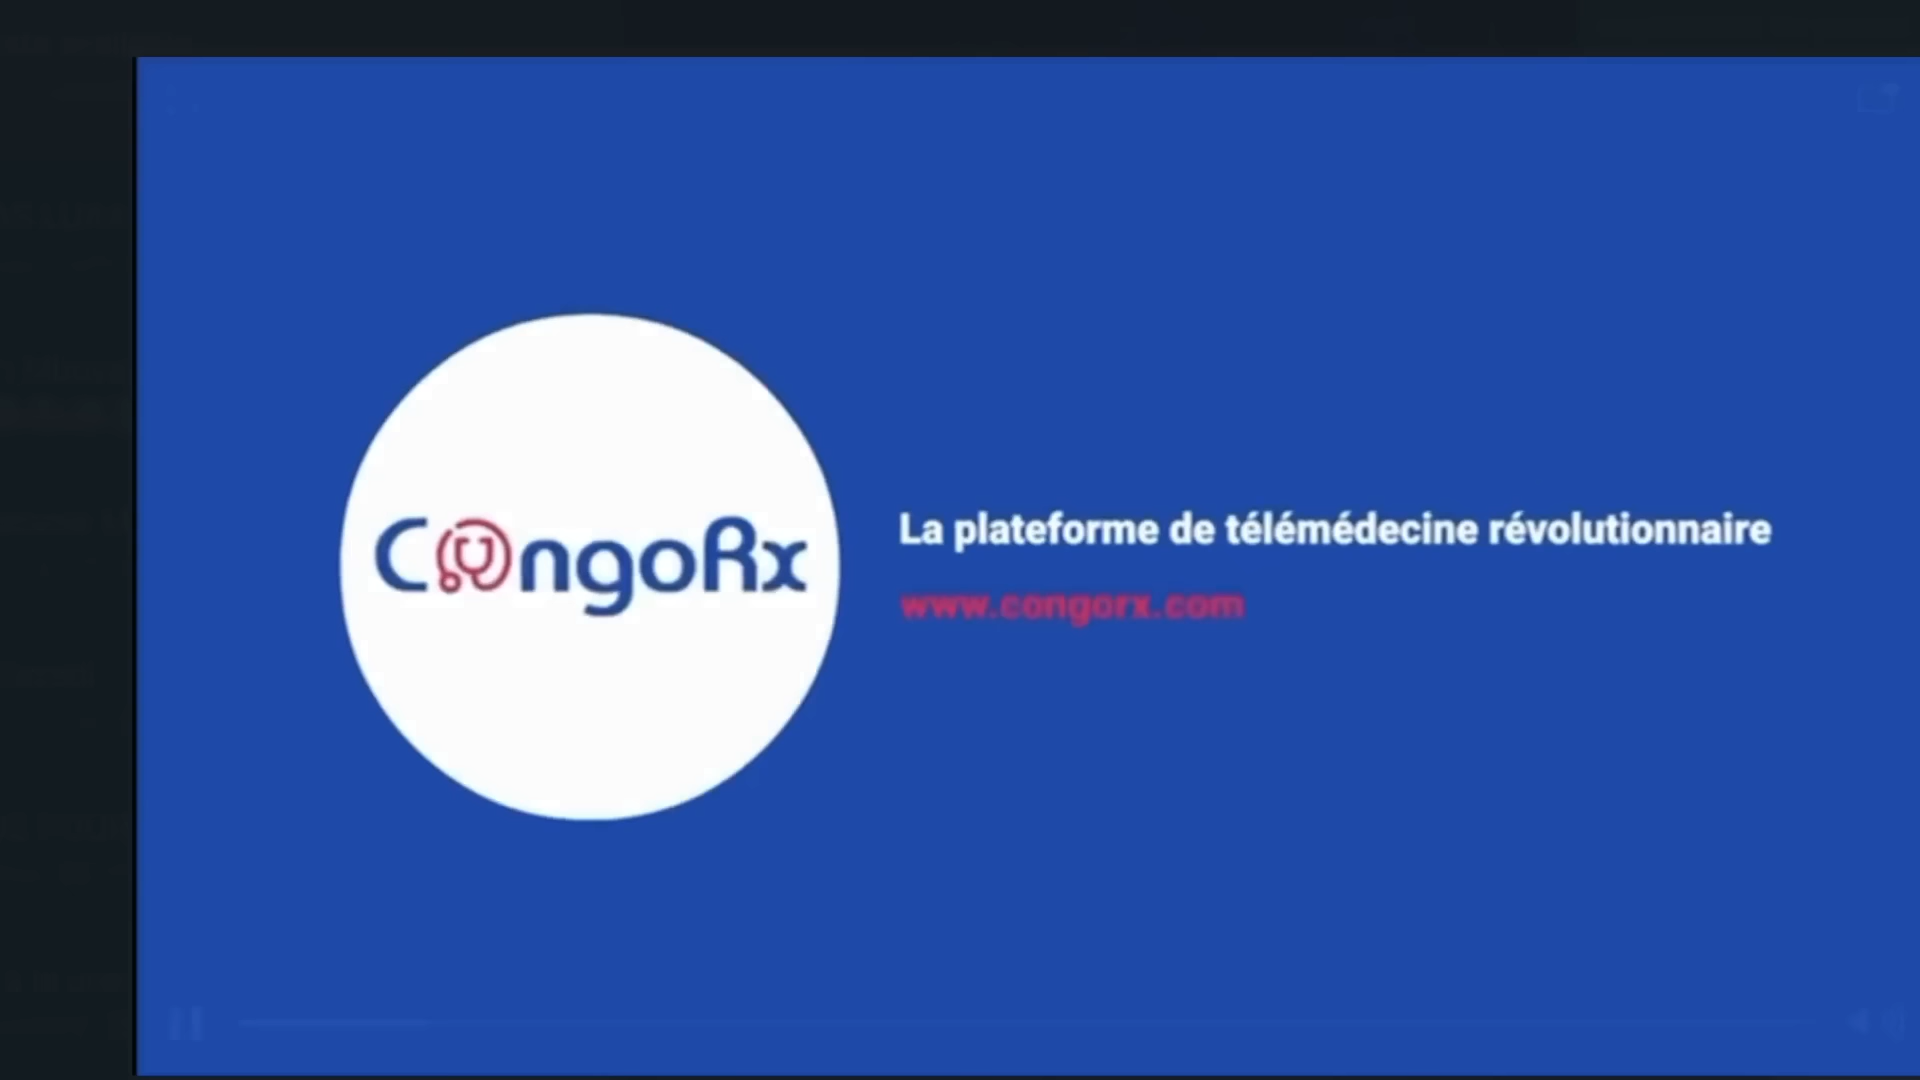 CongoRx
La plateforme de télémédecine révolutionnaire
www.congorx.com